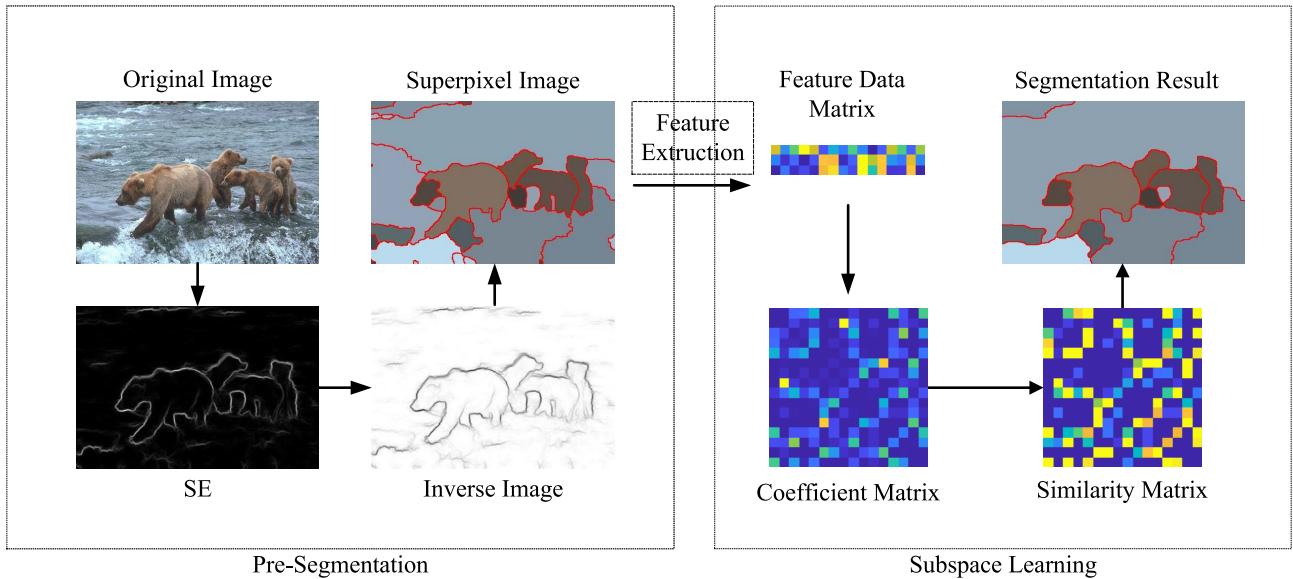 Original Image
Superpixel Image
Feature
Extruction
Feature Data
Matrix
Segmentation Result
SE
Inverse Image
Coefficient Matrix
Similarity Matrix
Pre-Segmentation
Subspace Learning